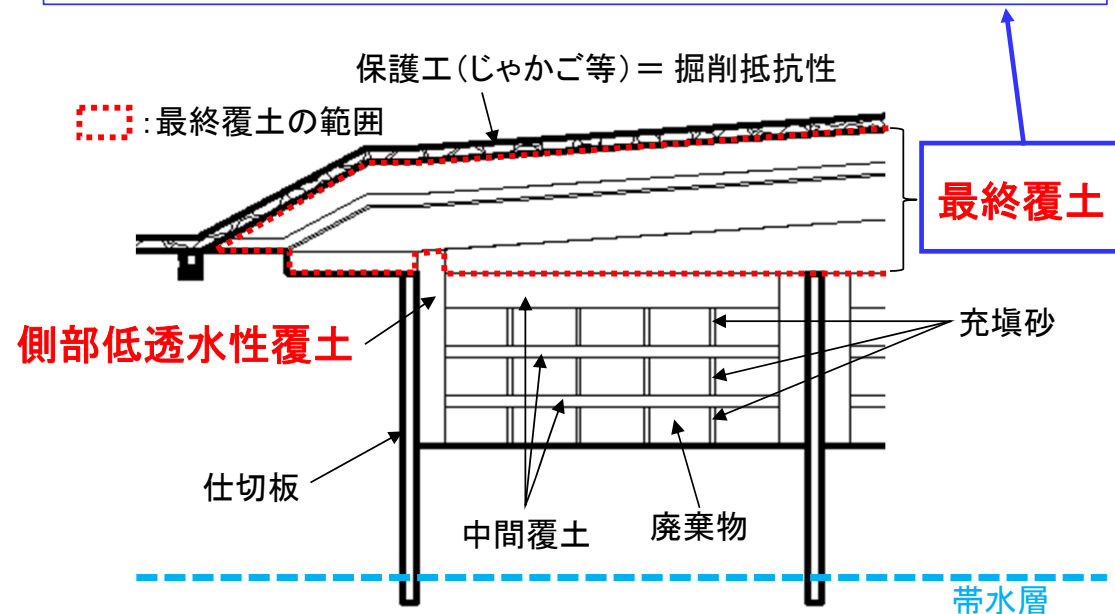 保護工(じゃかご等)= 掘削抵抗性
:最終覆土の範囲
最終覆土
側部低透水性覆土
充塡砂
仕切板
中間覆土
廃棄物
帯水層